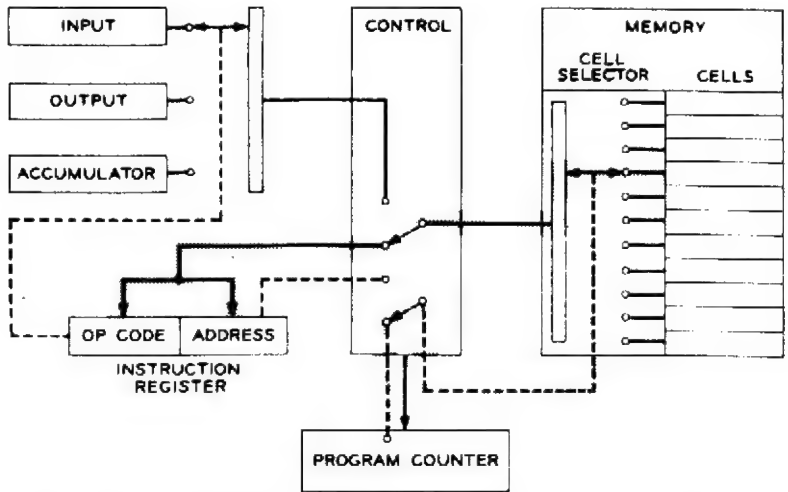 INPUT
OUTPUT
ACCUMULATOR
OP CODE
ADDRESS
INSTRUCTION
REGISTER
CONTROL
PROGRAM COUNTER
MEMORY
CELL
SELECTOR
CELLS